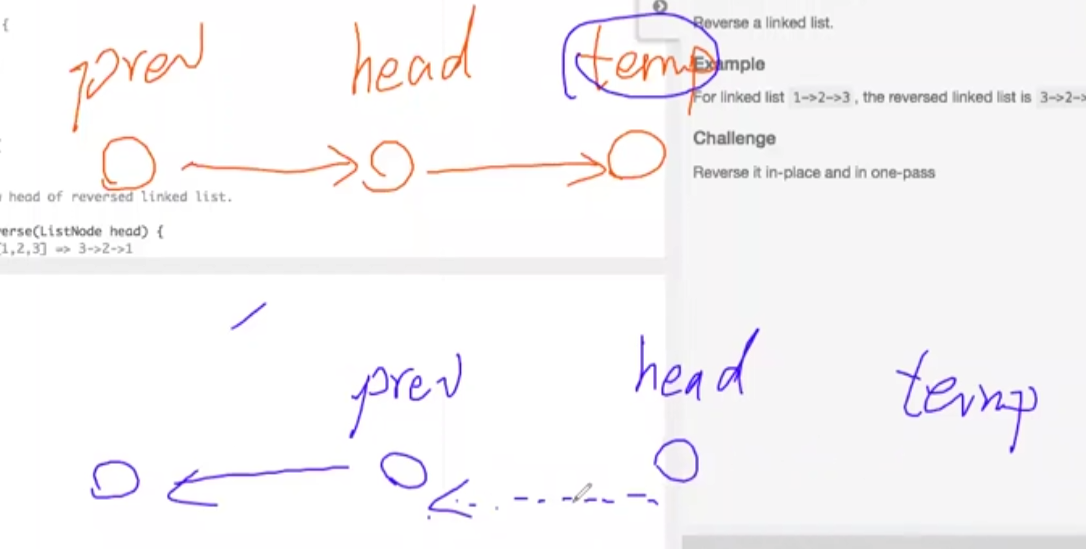 {
prev head temp
Reverse a linked list.
Example
For linked list 1->2->3 , the reversed linked list is 3->2->
Challenge
Reverse it in-place and in one-pass
head of reversed linked list.
erse(ListNode head) {
1,2,3] => 3->2->1
prev head temp